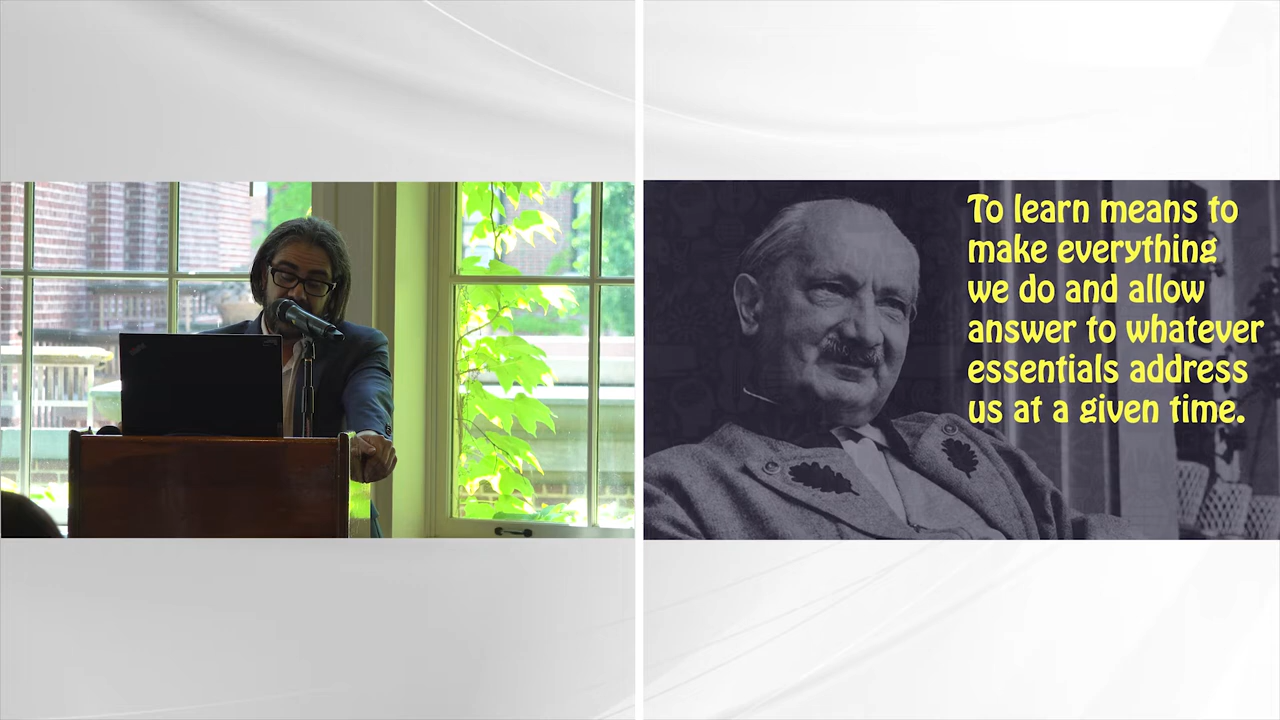 To learn means to
make everything
we do and allow
answer to whatever
essentials address
us at a given time.